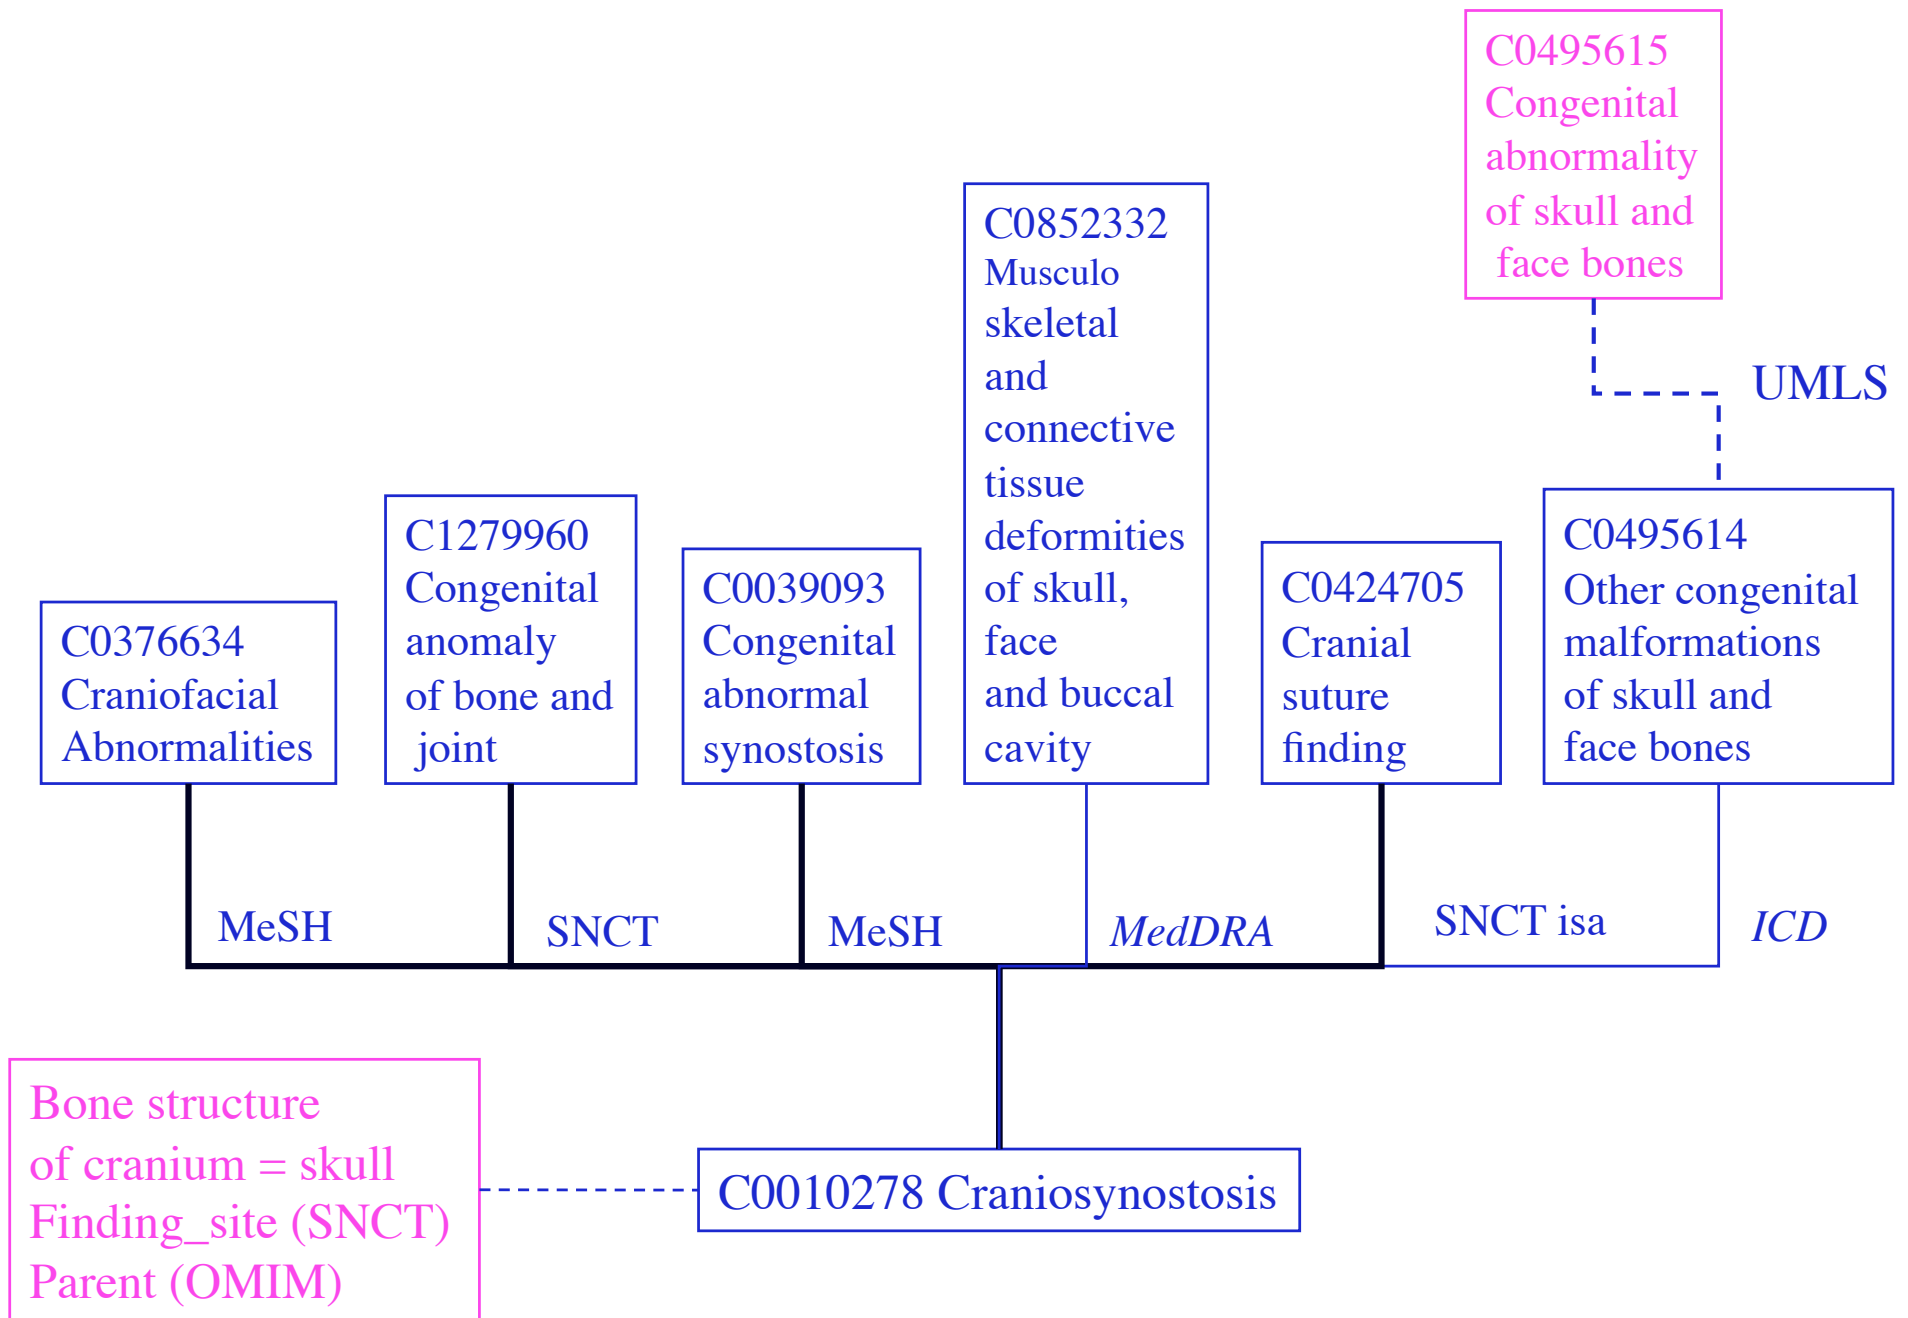 C0495615
Congenital
abnormality
of skull and
face bones
UMLS
C0376634
Craniofacial
Abnormalities
C1279960
Congenital
anomaly
of bone and
joint
C0039093
Congenital
abnormal
synostosis
C0852332
Musculo
skeletal
and
connective
tissue
deformities
of skull,
face
and buccal
cavity
C0424705
Cranial
suture
finding
C0495614
Other congenital
malformations
of skull and
face bones
MeSH
SNCT
MeSH
MedDRA
SNCT isa
ICD
Bone structure
of cranium = skull
Finding_site (SNCT)
Parent (OMIM)
C0010278 Craniosynostosis